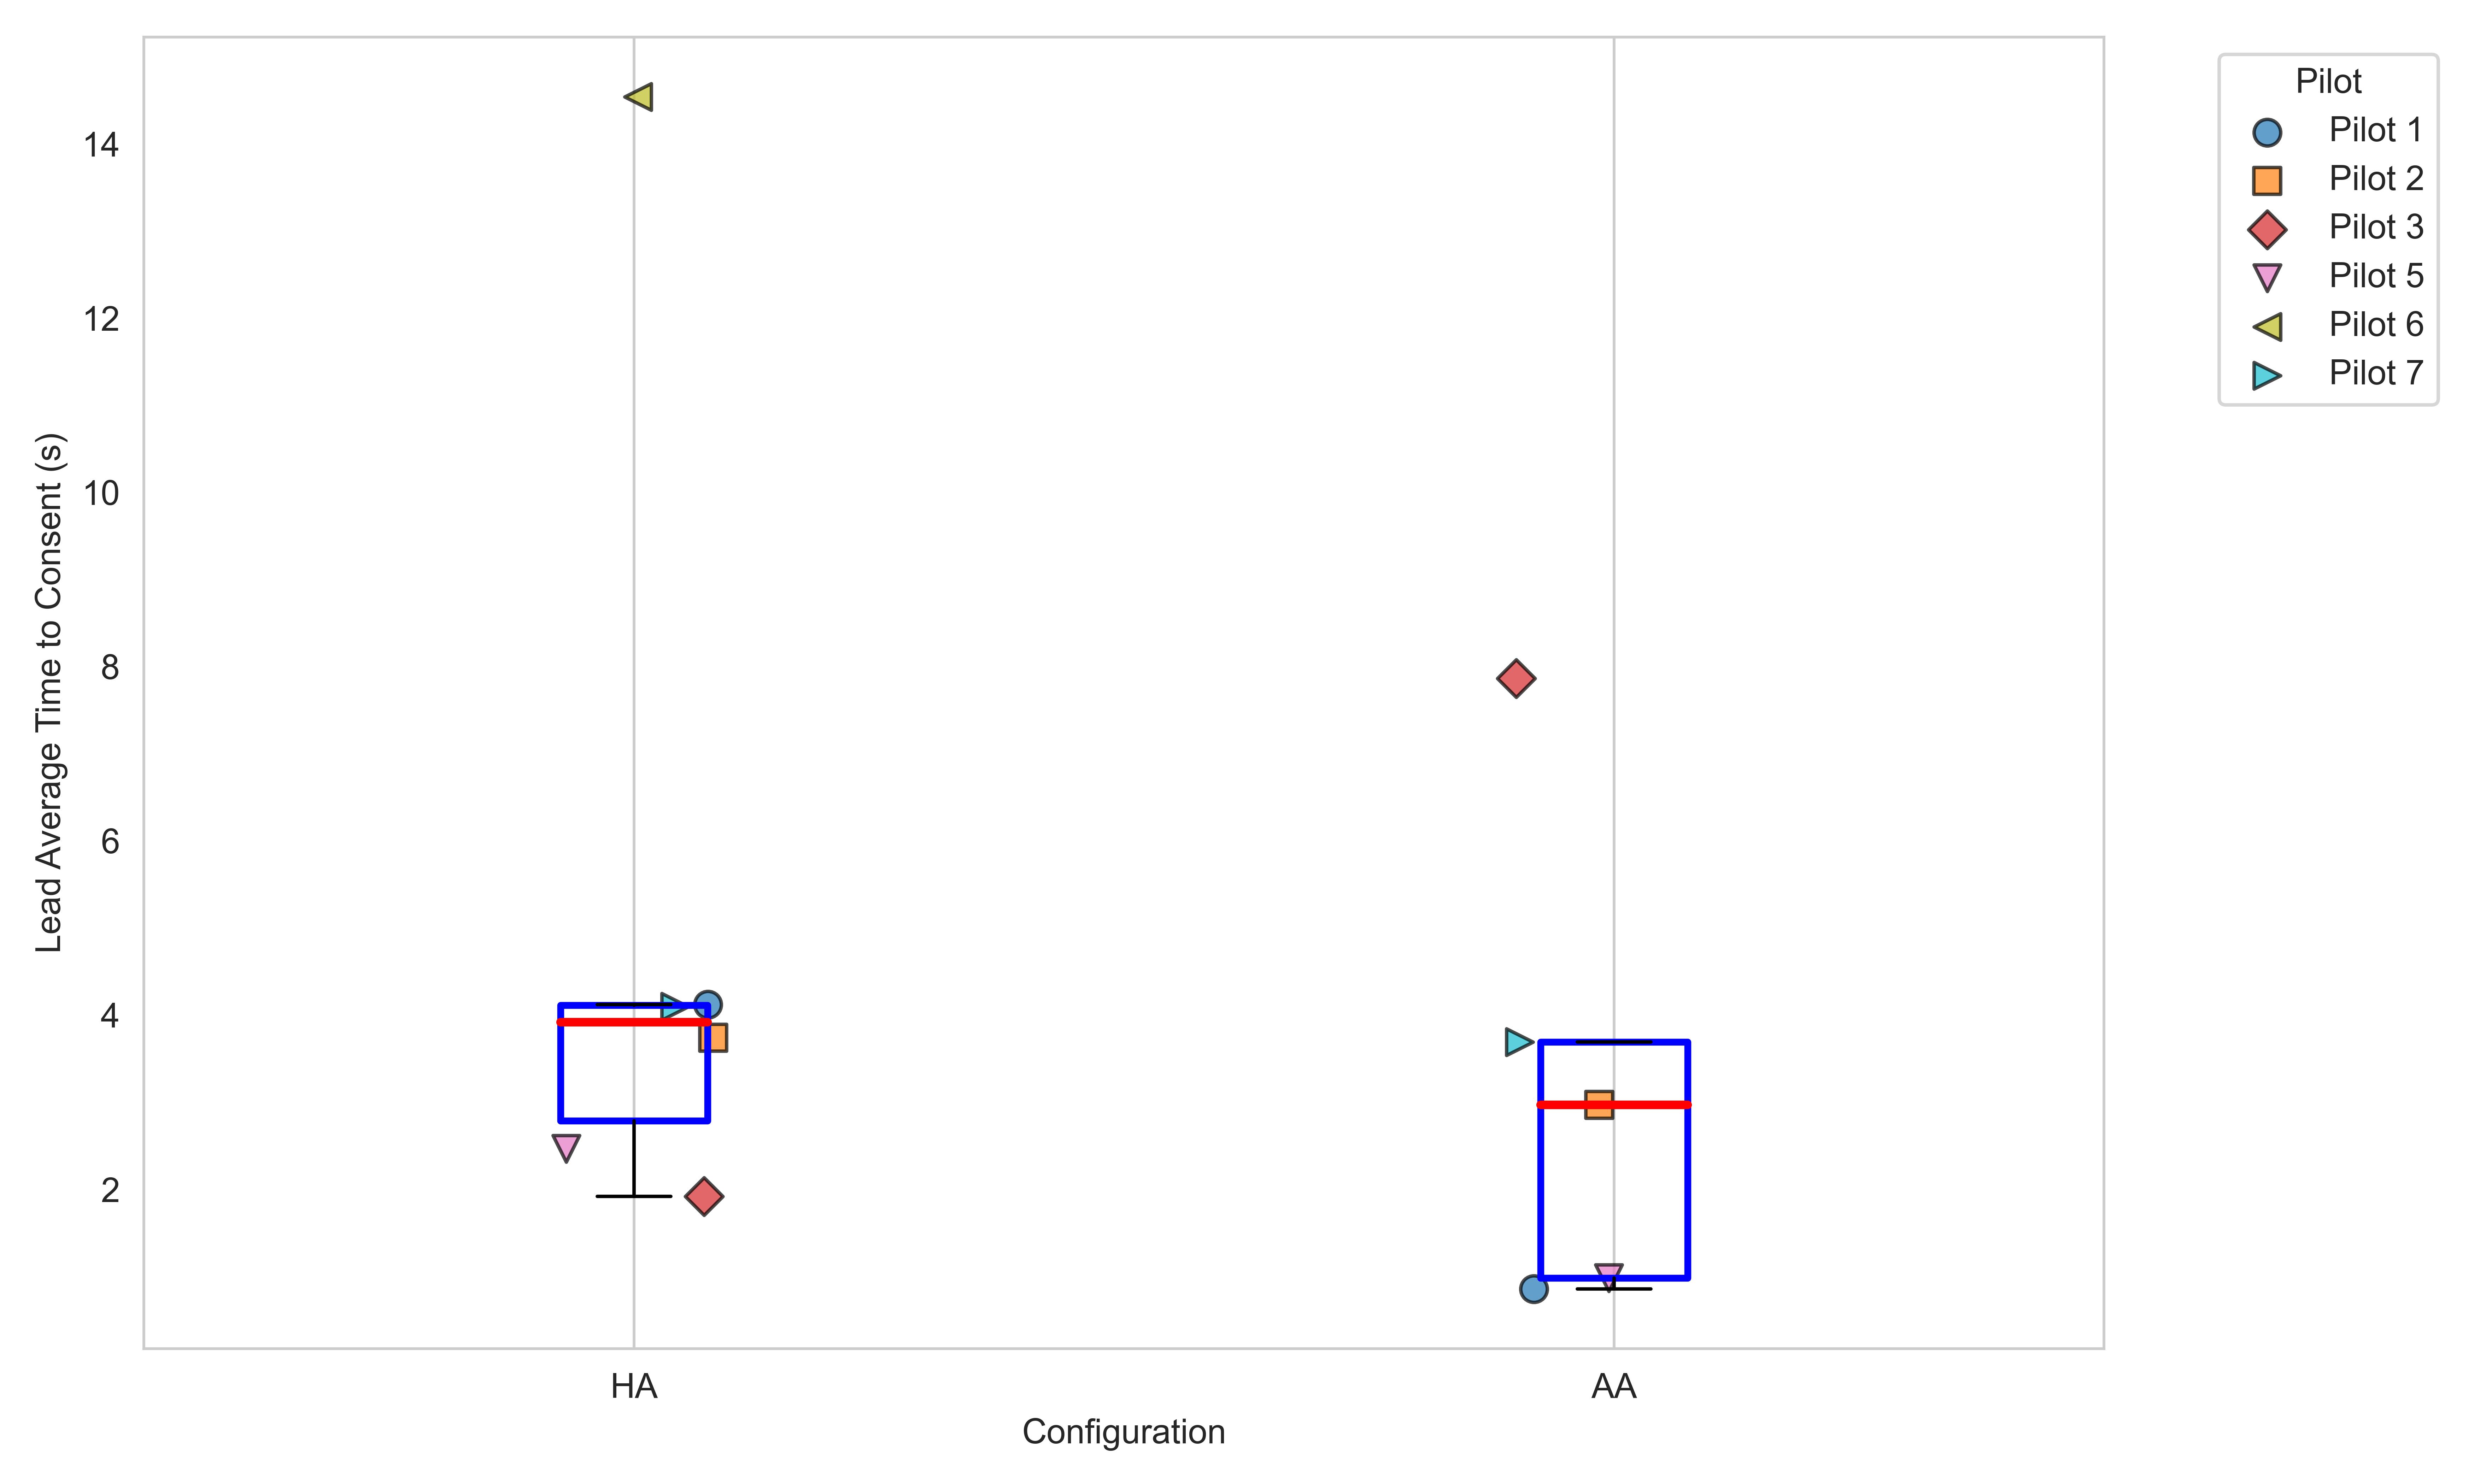 Lead Average Time to Consent (s)
14
12
10
8
6
4
2
HA
AA
Configuration
Pilot
Pilot 1
Pilot 2
Pilot 3
Pilot 5
Pilot 6
Pilot 7